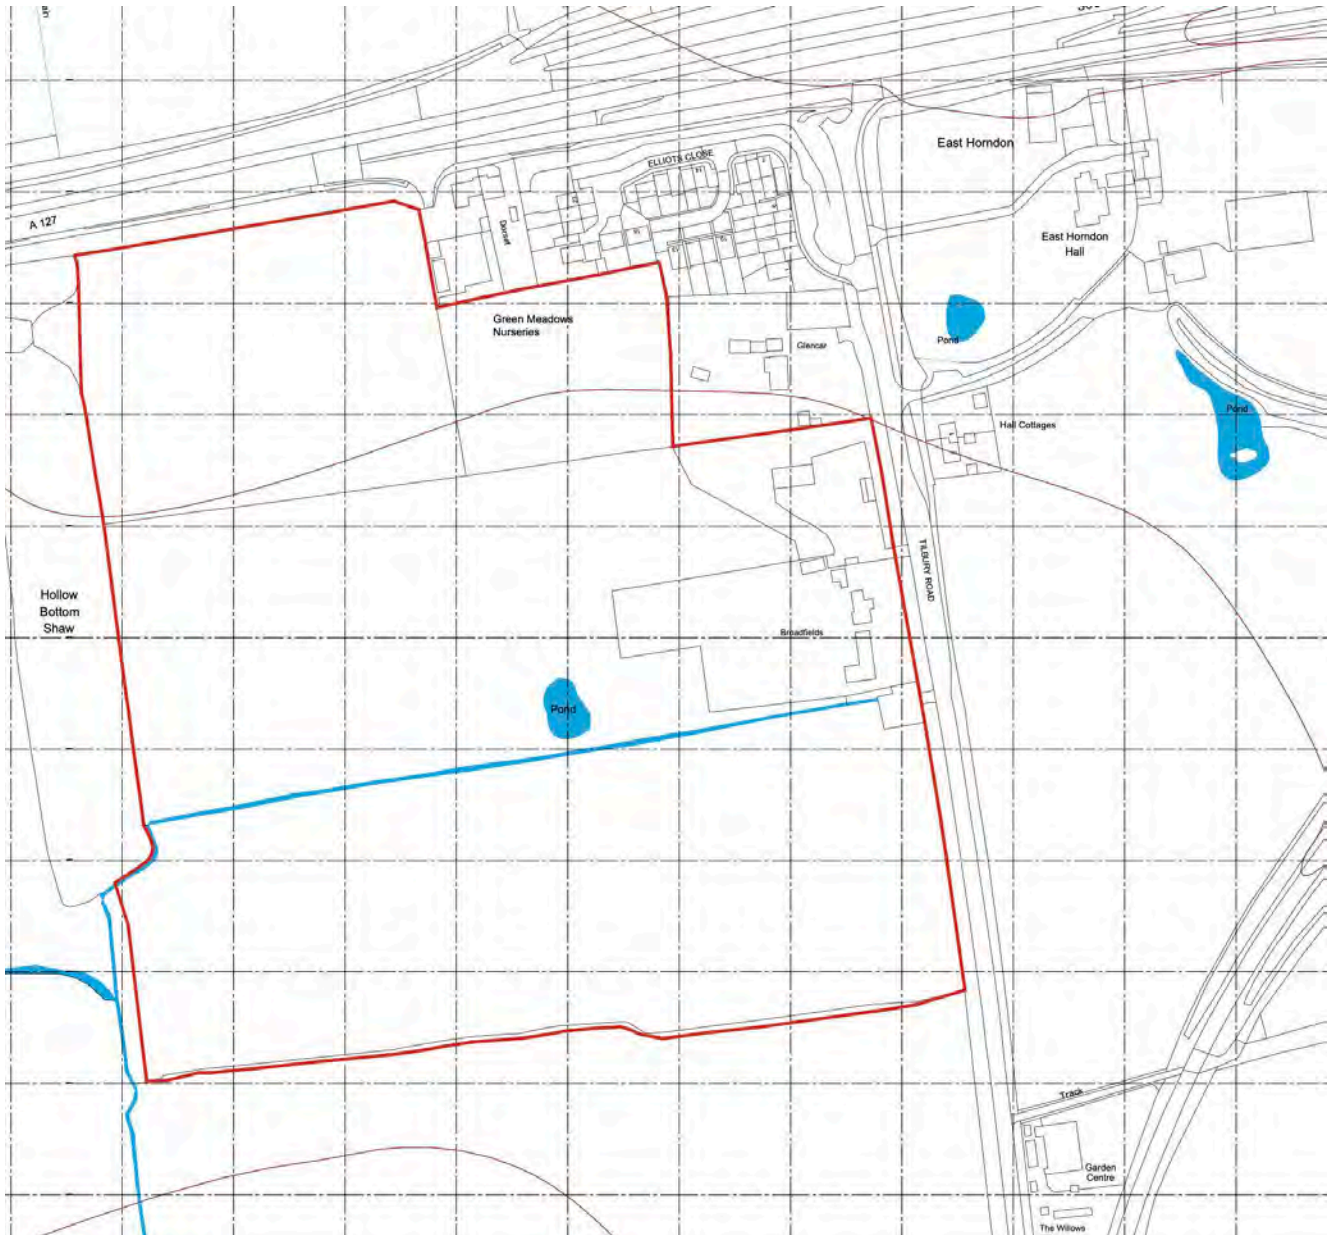 East Horndon
ELLIOTS CLOSE
A 127
Dorset
East Horndon
Hall
Green Meadows
Nurseries
Pond
Glencar
Pond
Hall Cottages
TILBURY ROAD
Hollow
Bottom
Shaw
Broadfields
Pond
Track
Garden
Centre
The Willows